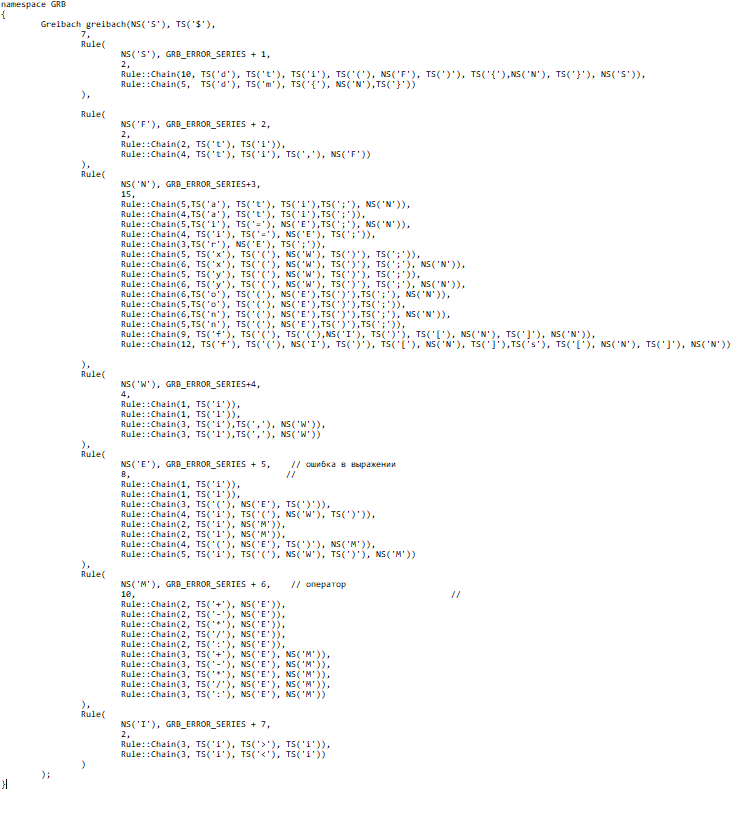 namespace GRB
{
Greibach greibach(NS('S'), TS('$'),
7,
Rule(
NS('S'), GRB_ERROR_SERIES + 1,
2,
Rule::Chain(10, TS('d'), TS('t'), TS('i'), TS('('), NS('F'), TS(')'), TS('{'),NS('N'), TS('}'), NS('S')),
Rule::Chain(5,  TS('d'), TS('m'), TS('{'), NS('N'),TS('}'))
),
Rule(
NS('F'), GRB_ERROR_SERIES + 2,
2,
Rule::Chain(2, TS('t'), TS('i')),
Rule::Chain(4, TS('t'), TS('i'), TS(','), NS('F'))
),
Rule(
NS('N'), GRB_ERROR_SERIES+3,
15,
Rule::Chain(5,TS('a'), TS('t'), TS('i'),TS(';'), NS('N')),
Rule::Chain(4,TS('a'), TS('t'), TS('i'),TS(';')),
Rule::Chain(5,TS('i'), TS('='), NS('E'),TS(';'), NS('N')),
Rule::Chain(4, TS('i'), TS('='), NS('E'), TS(';')),
Rule::Chain(3,TS('r'), NS('E'), TS(';')),
Rule::Chain(5, TS('x'), TS('('), NS('W'), TS(')'), TS(';')),
Rule::Chain(6, TS('x'), TS('('), NS('W'), TS(')'), TS(';'), NS('N')),
Rule::Chain(5, TS('y'), TS('('), NS('W'), TS(')'), TS(';')),
Rule::Chain(6, TS('y'), TS('('), NS('W'), TS(')'), TS(';'), NS('N')),
Rule::Chain(6,TS('o'), TS('('), NS('E'),TS(')'),TS(';'), NS('N')),
Rule::Chain(5,TS('o'), TS('('), NS('E'),TS(')'),TS(';')),
Rule::Chain(6,TS('n'), TS('('), NS('E'),TS(')'),TS(';'), NS('N')),
Rule::Chain(5,TS('n'), TS('('), NS('E'),TS(')'),TS(';')),
Rule::Chain(9, TS('f'), TS('('), TS('('),NS('I'), TS(')'), TS('['), NS('N'), TS(']'), NS('N')),
Rule::Chain(12, TS('f'), TS('('), NS('I'), TS(')'), TS('['), NS('N'), TS(']'),TS('s'), TS('['), NS('N'), TS(']'), NS('N'))
),
Rule(
NS('W'), GRB_ERROR_SERIES+4,
4,
Rule::Chain(1, TS('i')),
Rule::Chain(1, TS('l')),
Rule::Chain(3, TS('i'),TS(','), NS('W')),
Rule::Chain(3, TS('l'),TS(','), NS('W'))
),
Rule(
NS('E'), GRB_ERROR_SERIES + 5,    // ошибка в выражении
8,                               //
Rule::Chain(1, TS('i')),
Rule::Chain(1, TS('l')),
Rule::Chain(3, TS('('), NS('E'), TS(')')),
Rule::Chain(4, TS('i'), TS('('), NS('W'), TS(')')),
Rule::Chain(2, TS('i'), NS('M')),
Rule::Chain(2, TS('l'), NS('M')),
Rule::Chain(4, TS('('), NS('E'), TS(')'), NS('M')),
Rule::Chain(5, TS('i'), TS('('), NS('W'), TS(')'), NS('M'))
),
Rule(
NS('M'), GRB_ERROR_SERIES + 6,    // оператор
10,                                                               //
Rule::Chain(2, TS('+'), NS('E')),
Rule::Chain(2, TS('-'), NS('E')),
Rule::Chain(2, TS('*'), NS('E')),
Rule::Chain(2, TS('/'), NS('E')),
Rule::Chain(2, TS(':'), NS('E')),
Rule::Chain(3, TS('+'), NS('E'), NS('M')),
Rule::Chain(3, TS('-'), NS('E'), NS('M')),
Rule::Chain(3, TS('*'), NS('E'), NS('M')),
Rule::Chain(3, TS('/'), NS('E'), NS('M')),
Rule::Chain(3, TS(':'), NS('E'), NS('M'))
),
Rule(
NS('I'), GRB_ERROR_SERIES + 7,
2,
Rule::Chain(3, TS('i'), TS('>'), TS('i')),
Rule::Chain(3, TS('i'), TS('<'), TS('i'))
)
);
}